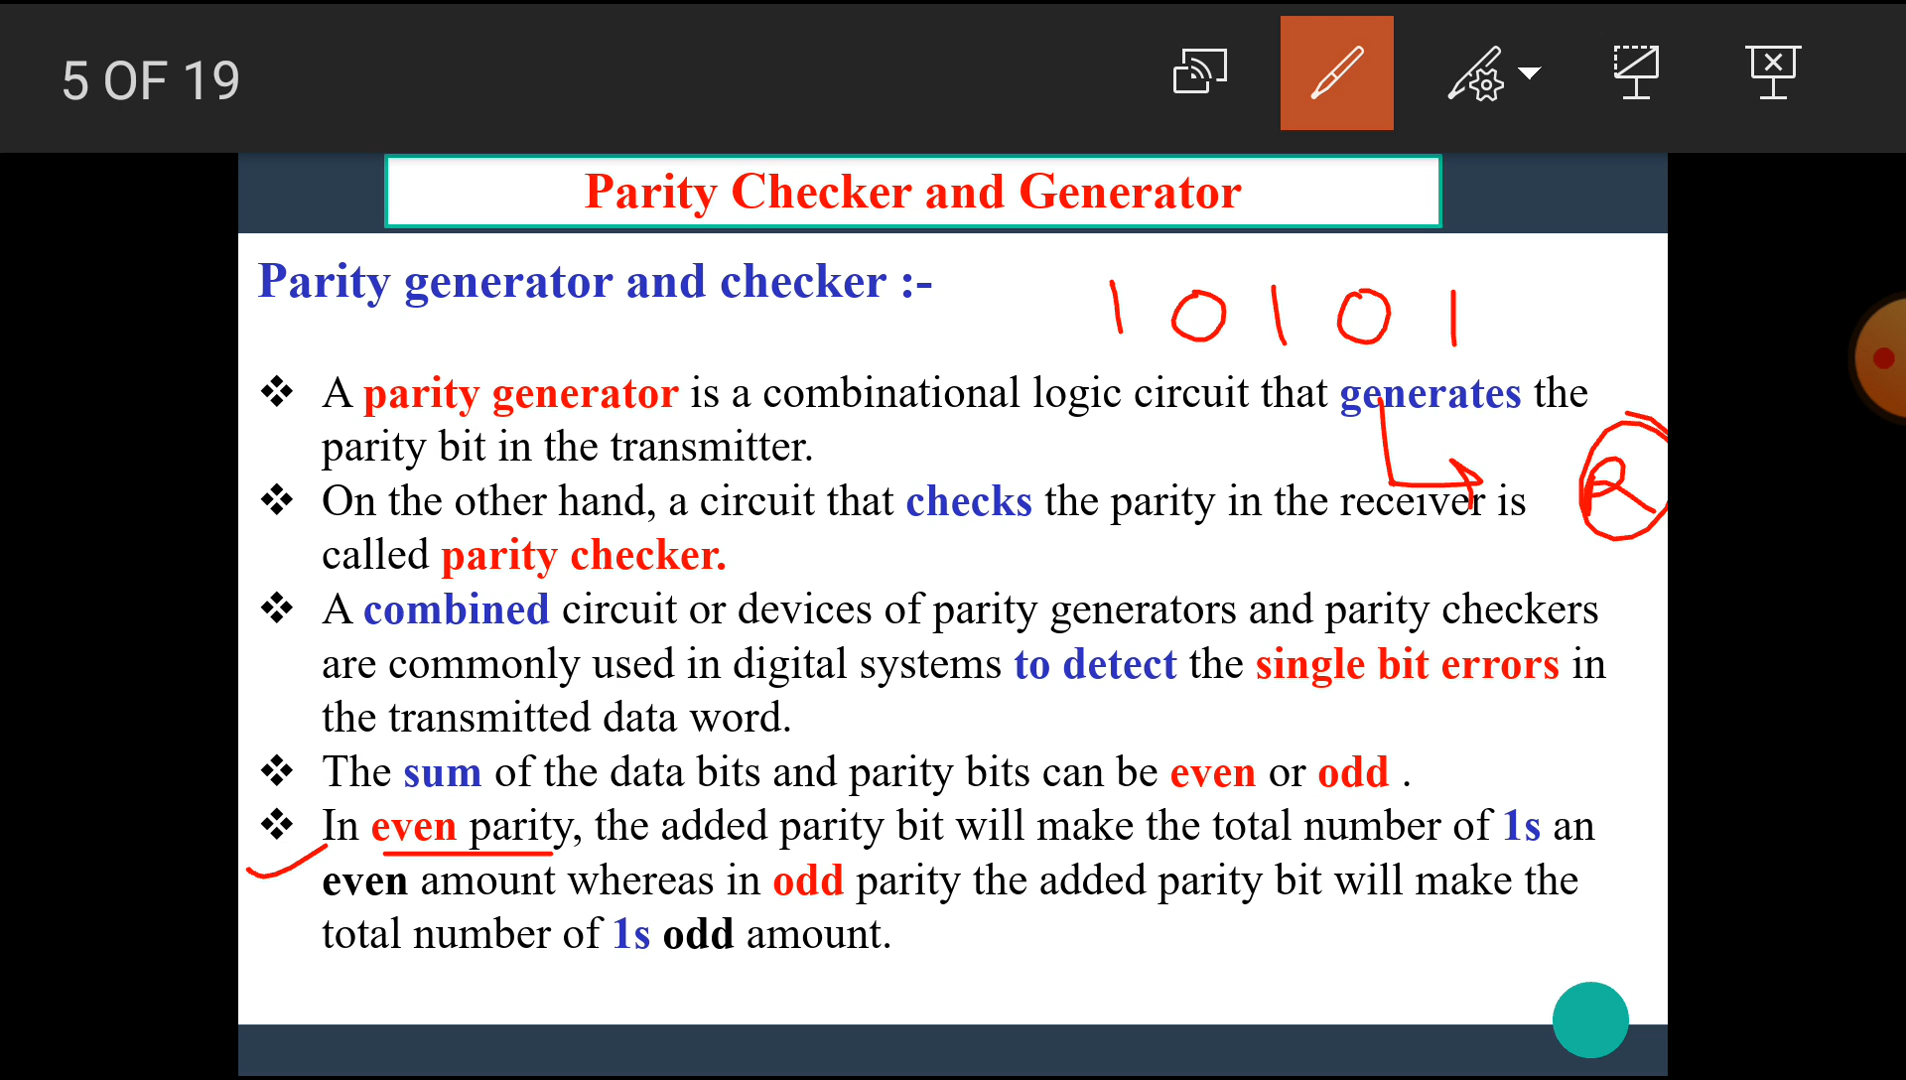 5 OF 19
Parity Checker and Generator
Parity generator and checker :-
1 0 1 0 1
❖ A parity generator is a combinational logic circuit that generates the
parity bit in the transmitter.
❖ On the other hand, a circuit that checks the parity in the receiver is
R
called parity checker.
❖ A combined circuit or devices of parity generators and parity checkers
are commonly used in digital systems to detect the single bit errors in
the transmitted data word.
❖ The sum of the data bits and parity bits can be even or odd .
❖ In even parity, the added parity bit will make the total number of 1s an
even amount whereas in odd parity the added parity bit will make the
total number of 1s odd amount.